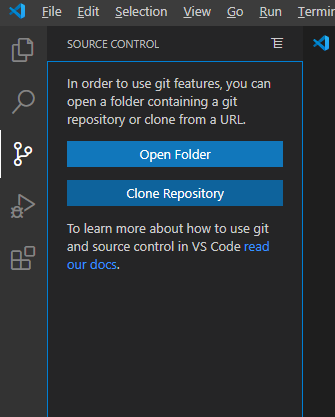 File Edit Selection View Go Run Termin
SOURCE CONTROL
In order to use git features, you can
open a folder containing a git
repository or clone from a URL.
Open Folder
Clone Repository
To learn more about how to use git
and source control in VS Code read
our docs.